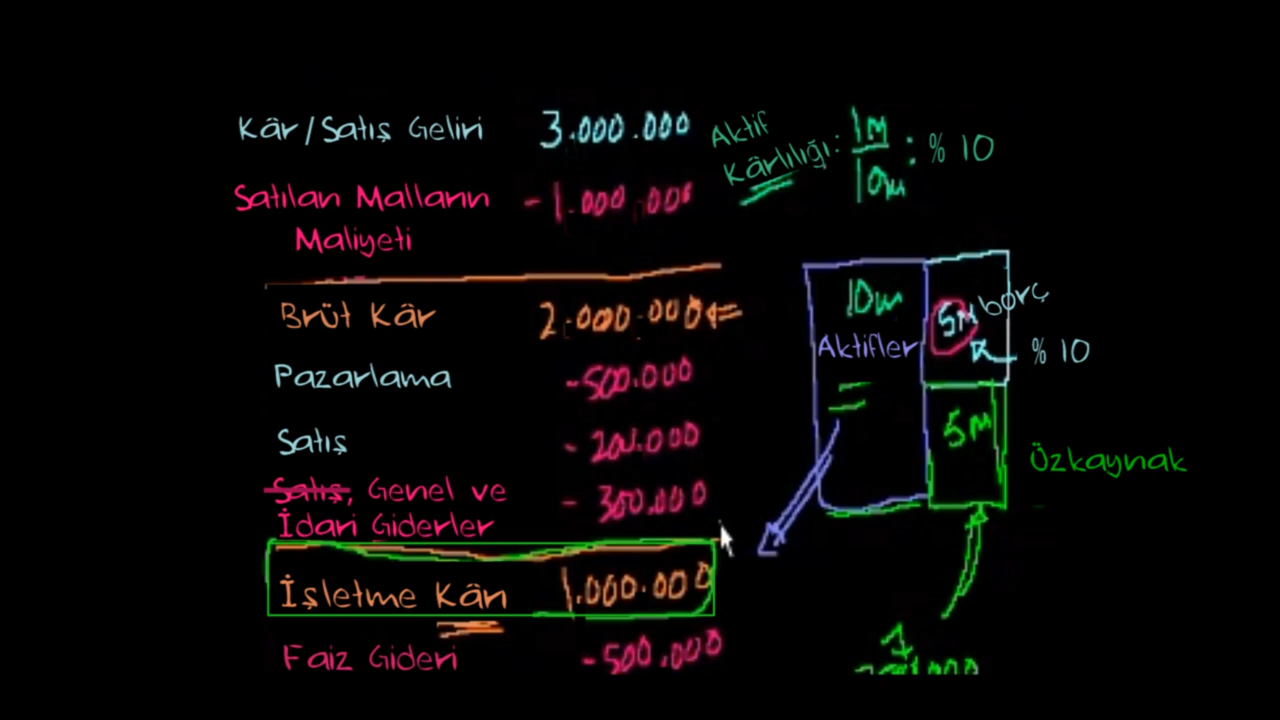 Kâr/Satış Geliri 3.000.000
Aktif Kârlılığı: 1M / 10M : % 10
Satılan Malların Maliyeti -1.000.000
Brüt Kâr 2.000.000
10M Aktifler
5M borç
% 10
Pazarlama -500.000
5M
Özkaynak
Satış - 200.000
Satış, Genel ve
İdari Giderler - 300.000
İşletme Kârı 1.000.000
Faiz Gideri -500.000